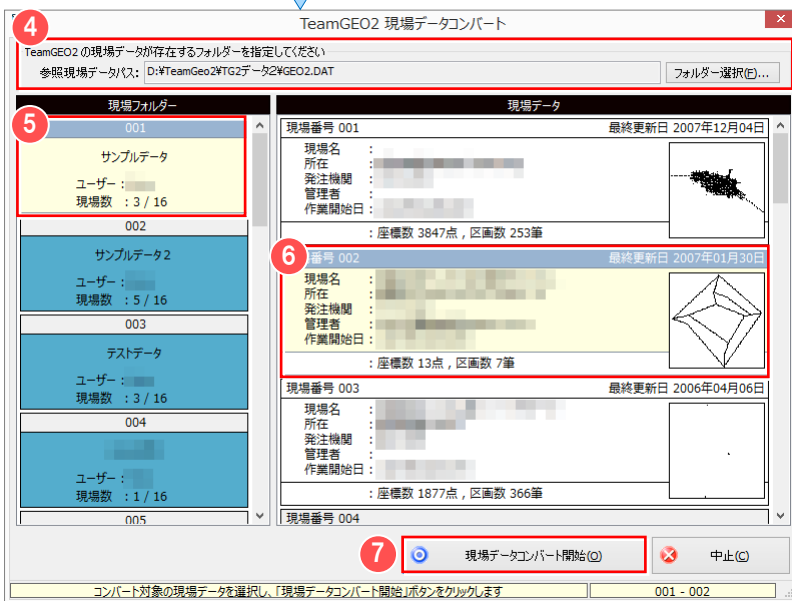 TeamGEO2 現場データコンバート
4
TeamGEO2 の現場データが存在するフォルダーを指定してください
参照現場データパス: D:¥TeamGeo2¥TG2データ2¥GEO2.DAT
フォルダー選択(F)...
現場フォルダー
5
001
サンプルデータ
ユーザー :
現場数 : 3 / 16
002
サンプルデータ2
ユーザー :
現場数 : 5 / 16
003
テストデータ
ユーザー :
現場数 : 3 / 16
004
ユーザー :
現場数 : 1 / 16
005
現場データ
現場番号 001 最終更新日 2007年12月04日
現場名 :
所在 :
発注機関 :
管理者 :
作業開始日 :
: 座標数 3847点 , 区画数 253筆
6
番号 002 最終更新日 2007年01月30日
現場名 :
所在 :
発注機関 :
管理者 :
作業開始日 :
: 座標数 13点 , 区画数 7筆
現場番号 003 最終更新日 2006年04月06日
現場名 :
所在 :
発注機関 :
管理者 :
作業開始日 :
: 座標数 1877点 , 区画数 366筆
現場番号 004
7
現場データコンバート開始(O)
中止(C)
コンバート対象の現場データを選択し、「現場データコンバート開始」ボタンをクリックします
001 - 002